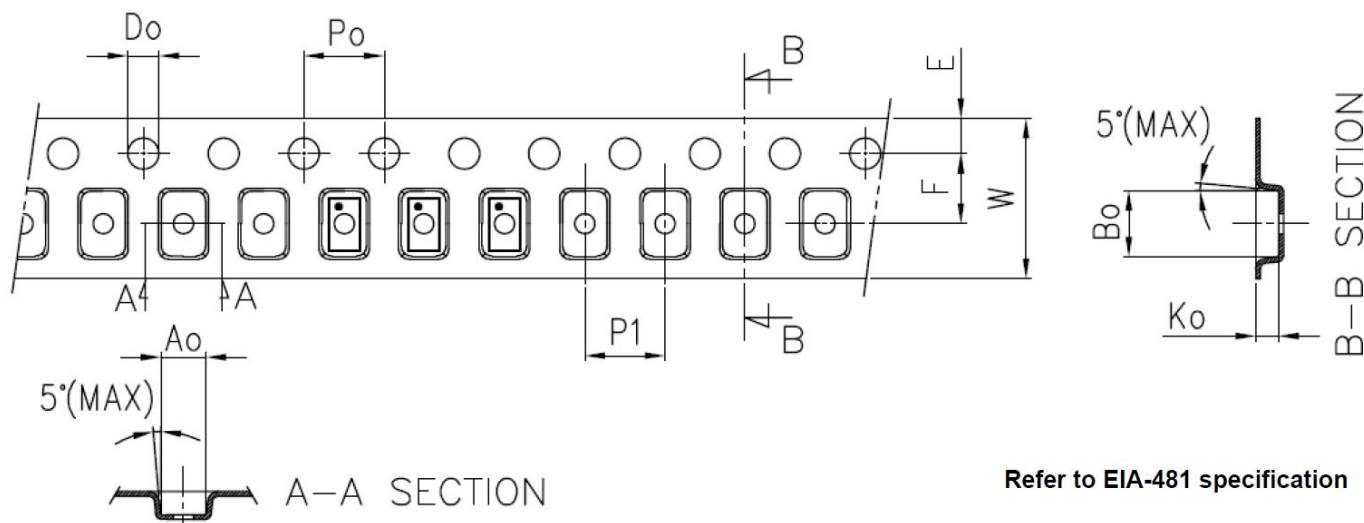 Do
Po
B
E
5°(MAX)
F
W
Bo
A
A
P1
B
Ko
B-B SECTION
Ao
5°(MAX)
A-A SECTION
Refer to EIA-481 specification